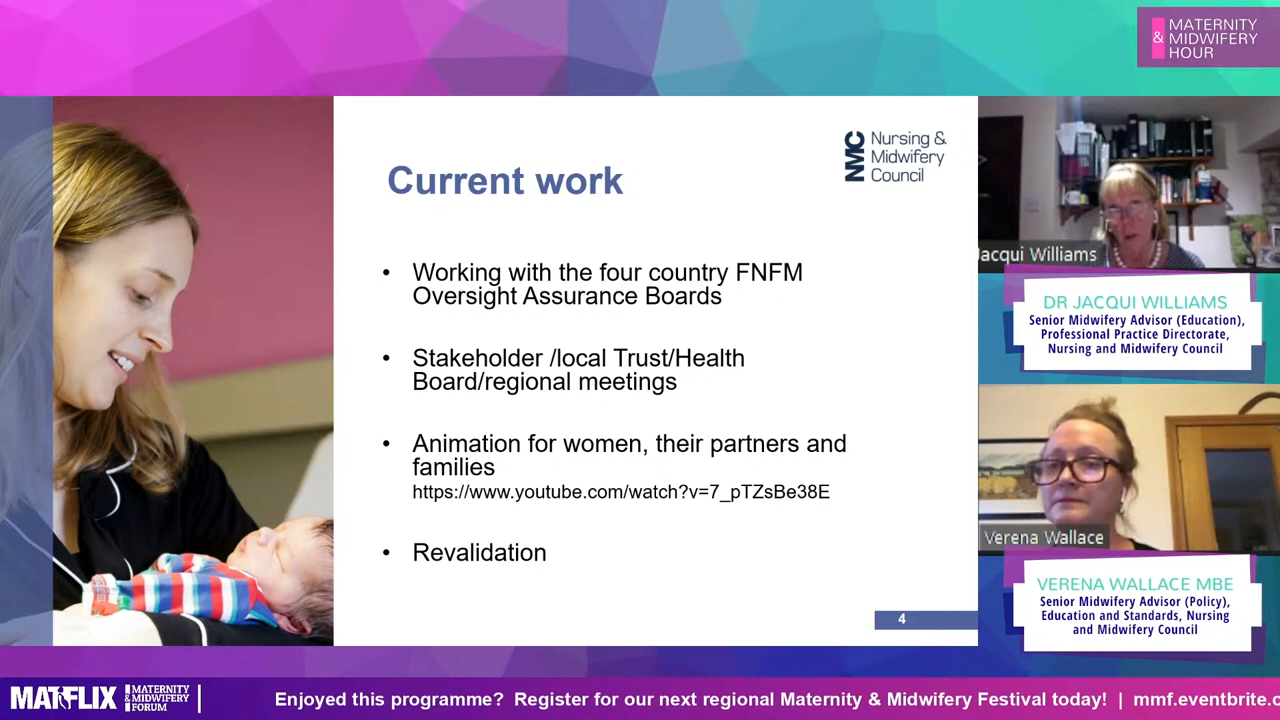 MATERNITY
& MIDWIFERY
HOUR
Current work
NMC Nursing &
Midwifery
Council
• Working with the four country FNFM
Oversight Assurance Boards
• Stakeholder /local Trust/Health
Board/regional meetings
• Animation for women, their partners and
families
https://www.youtube.com/watch?v=7_pTZsBe38E
• Revalidation
4
Jacqui Williams
DR JACQUI WILLIAMS
Senior Midwifery Advisor (Education),
Professional Practice Directorate,
Nursing and Midwifery Council
Verena Wallace
VERENA WALLACE MBE
Senior Midwifery Advisor (Policy),
Education and Standards, Nursing
and Midwifery Council
MATFLIX
MATERNITY
& MIDWIFERY
FORUM
Enjoyed this programme? Register for our next regional Maternity & Midwifery Festival today! | mmf.eventbrite.c